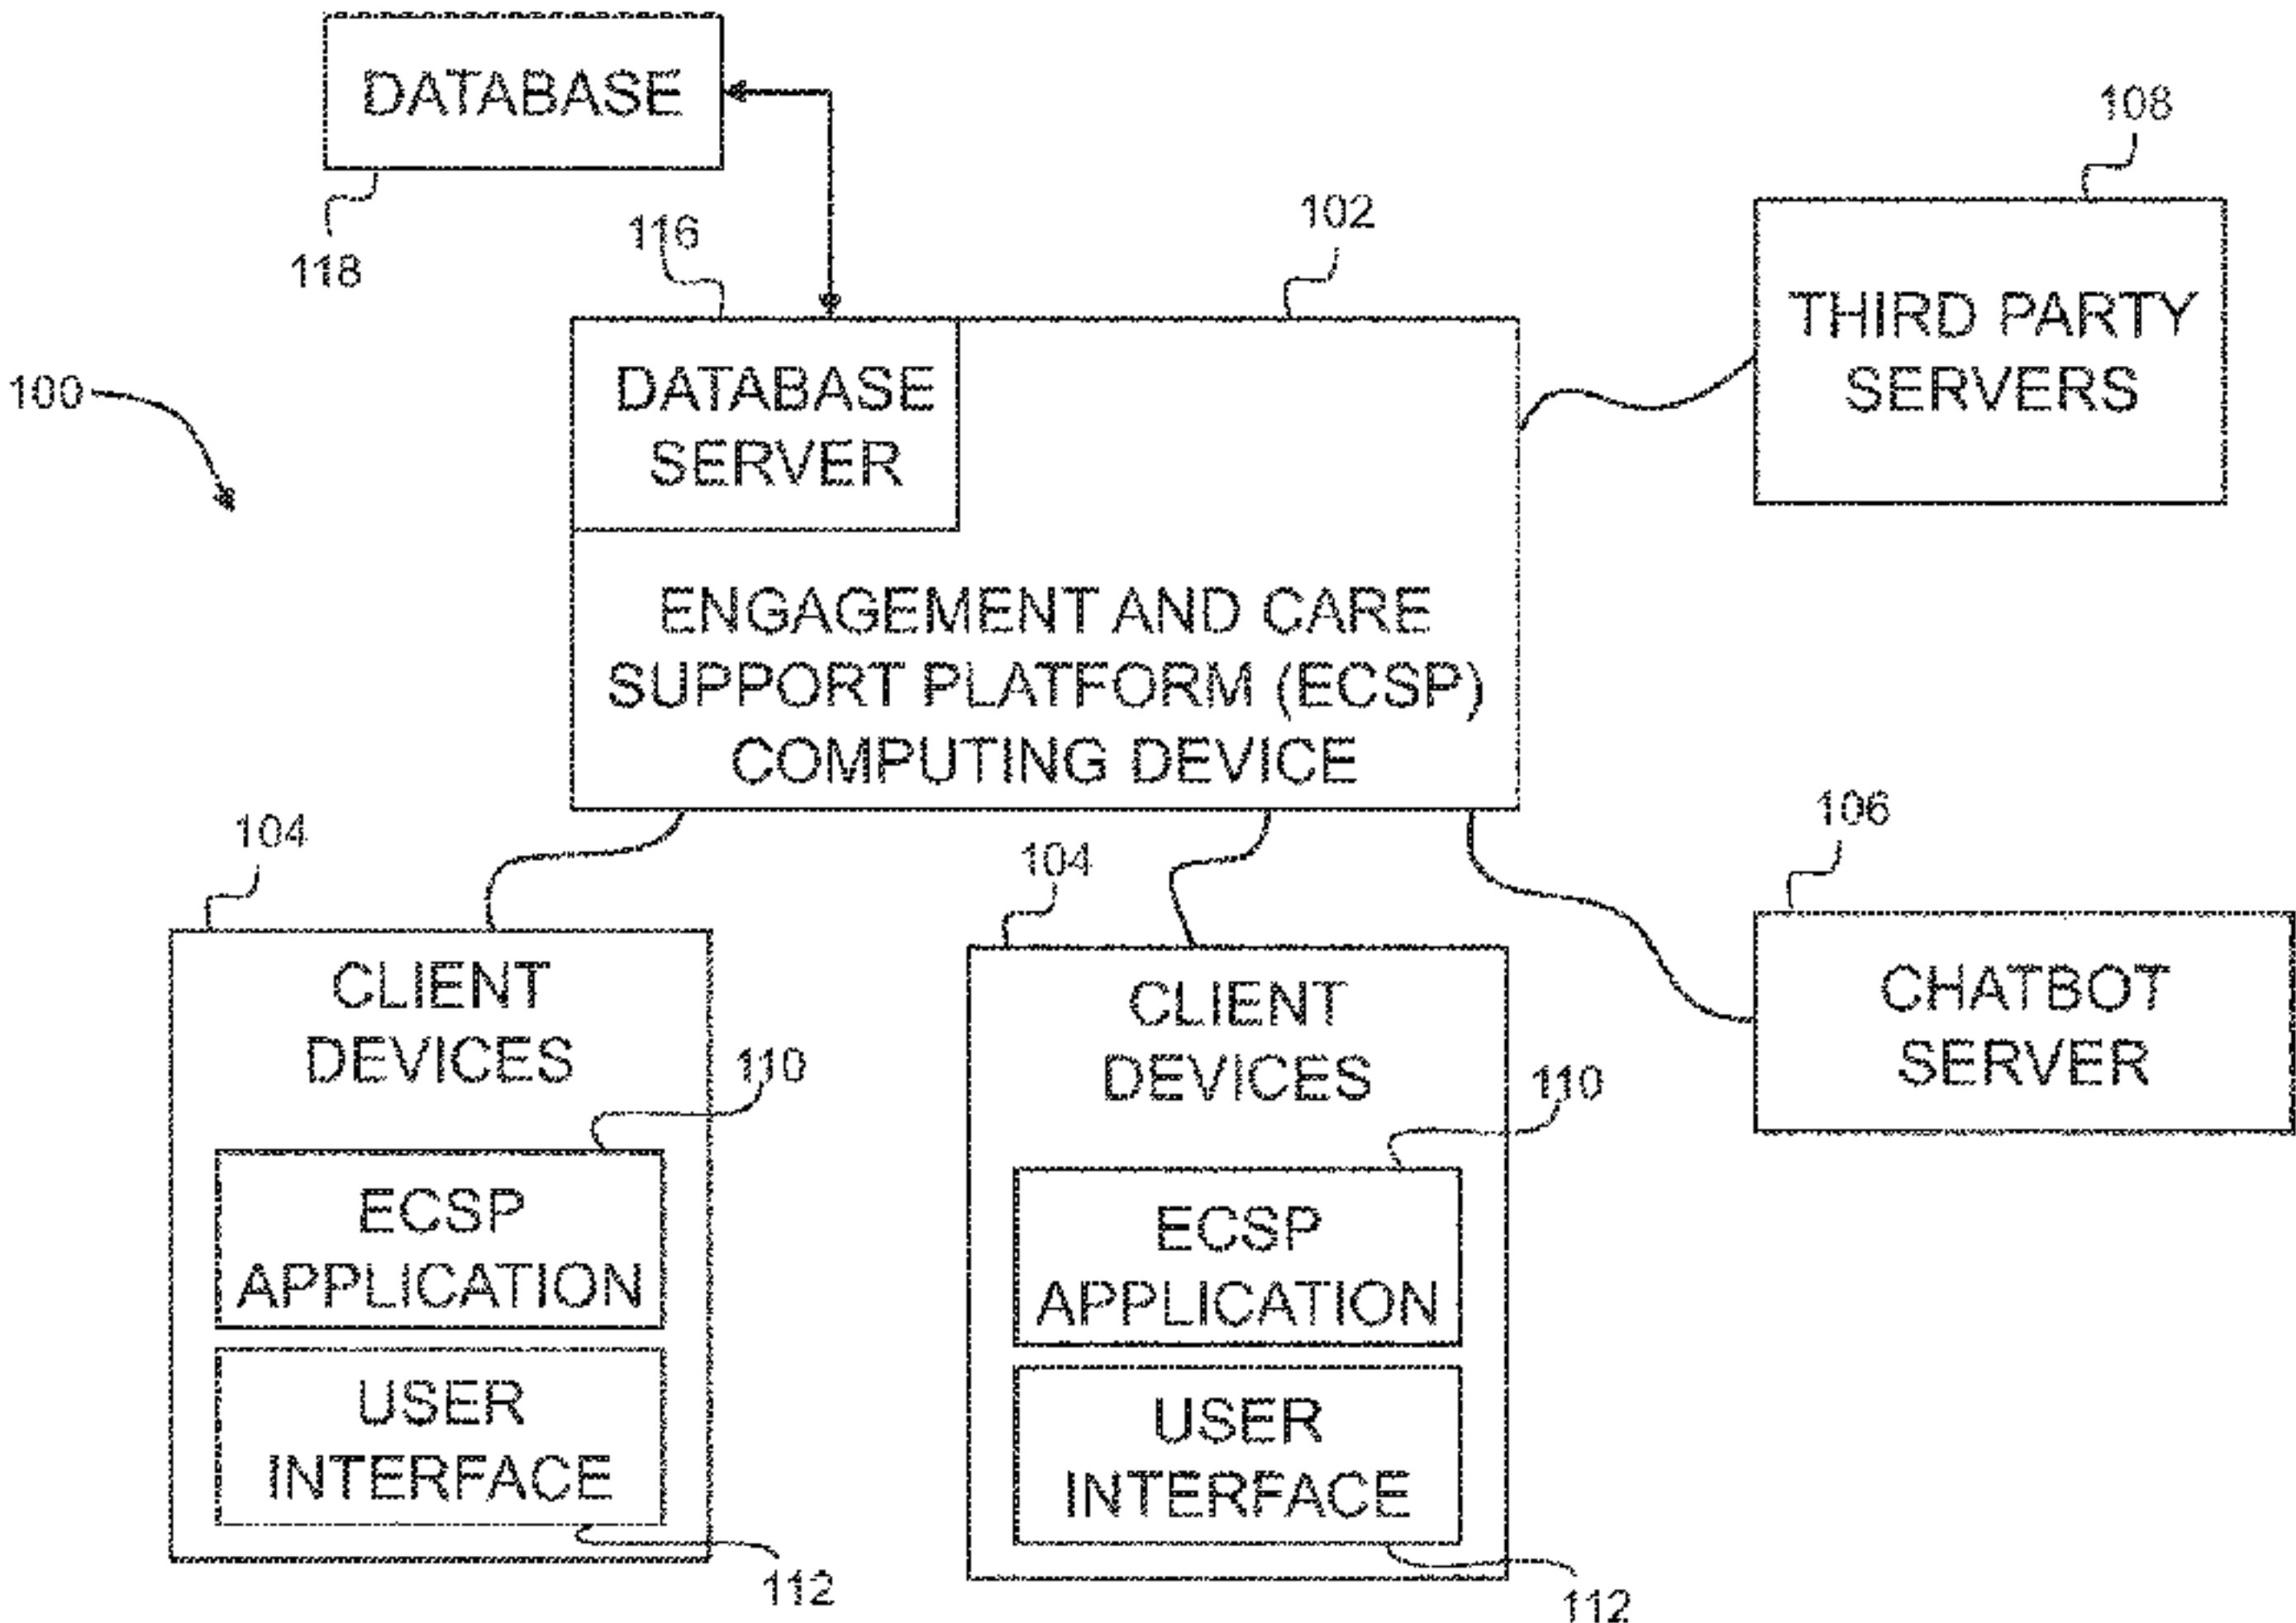 DATABASE
118
116
102
108
100
DATABASE
SERVER
THIRD PARTY
SERVERS
ENGAGEMENT AND CARE
SUPPORT PLATFORM (ECSP)
COMPUTING DEVICE
104
CLIENT
DEVICES
110
ECSP
APPLICATION
USER
INTERFACE
112
104
CLIENT
DEVICES
110
ECSP
APPLICATION
USER
INTERFACE
112
106
CHATBOT
SERVER